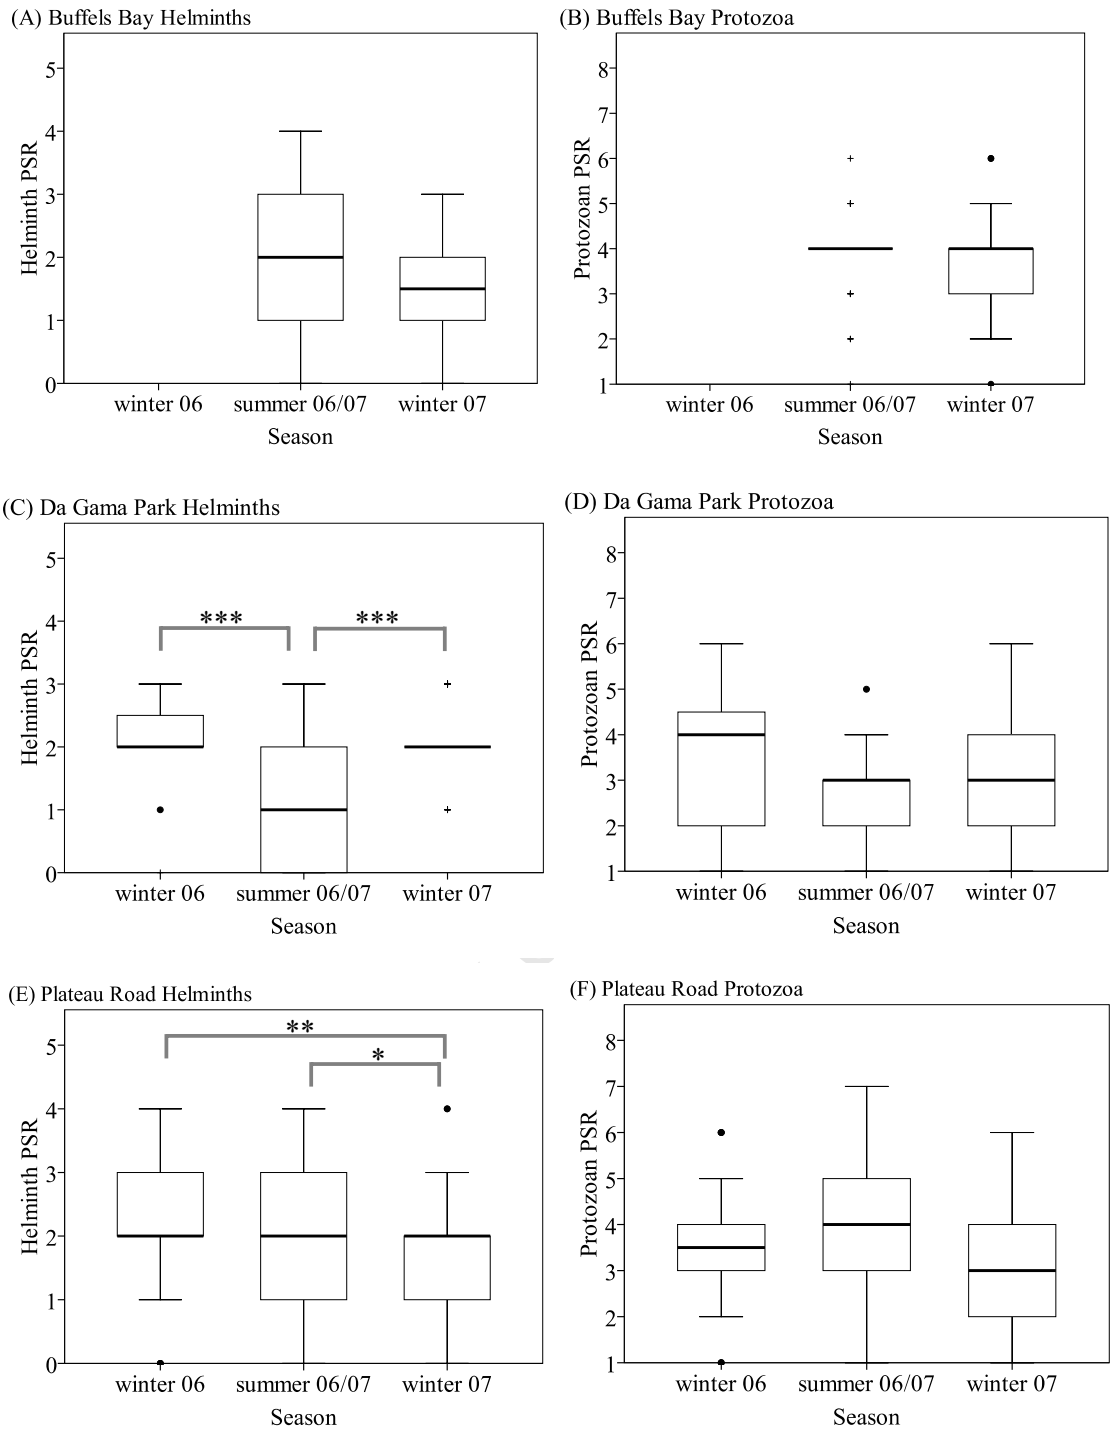 (A) Buffels Bay Helminths
Helminth PSR
5
4
3
2
1
0
winter 06 summer 06/07 winter 07
Season
(B) Buffels Bay Protozoa
Protozoan PSR
8
7
6
5
4
3
2
1
winter 06 summer 06/07 winter 07
Season
(C) Da Gama Park Helminths
Helminth PSR
5
4
3
2
1
0
*** ***
winter 06 summer 06/07 winter 07
Season
(D) Da Gama Park Protozoa
Protozoan PSR
8
7
6
5
4
3
2
1
winter 06 summer 06/07 winter 07
Season
(E) Plateau Road Helminths
Helminth PSR
5
4
3
2
1
0
**
*
winter 06 summer 06/07 winter 07
Season
(F) Plateau Road Protozoa
Protozoan PSR
8
7
6
5
4
3
2
1
winter 06 summer 06/07 winter 07
Season